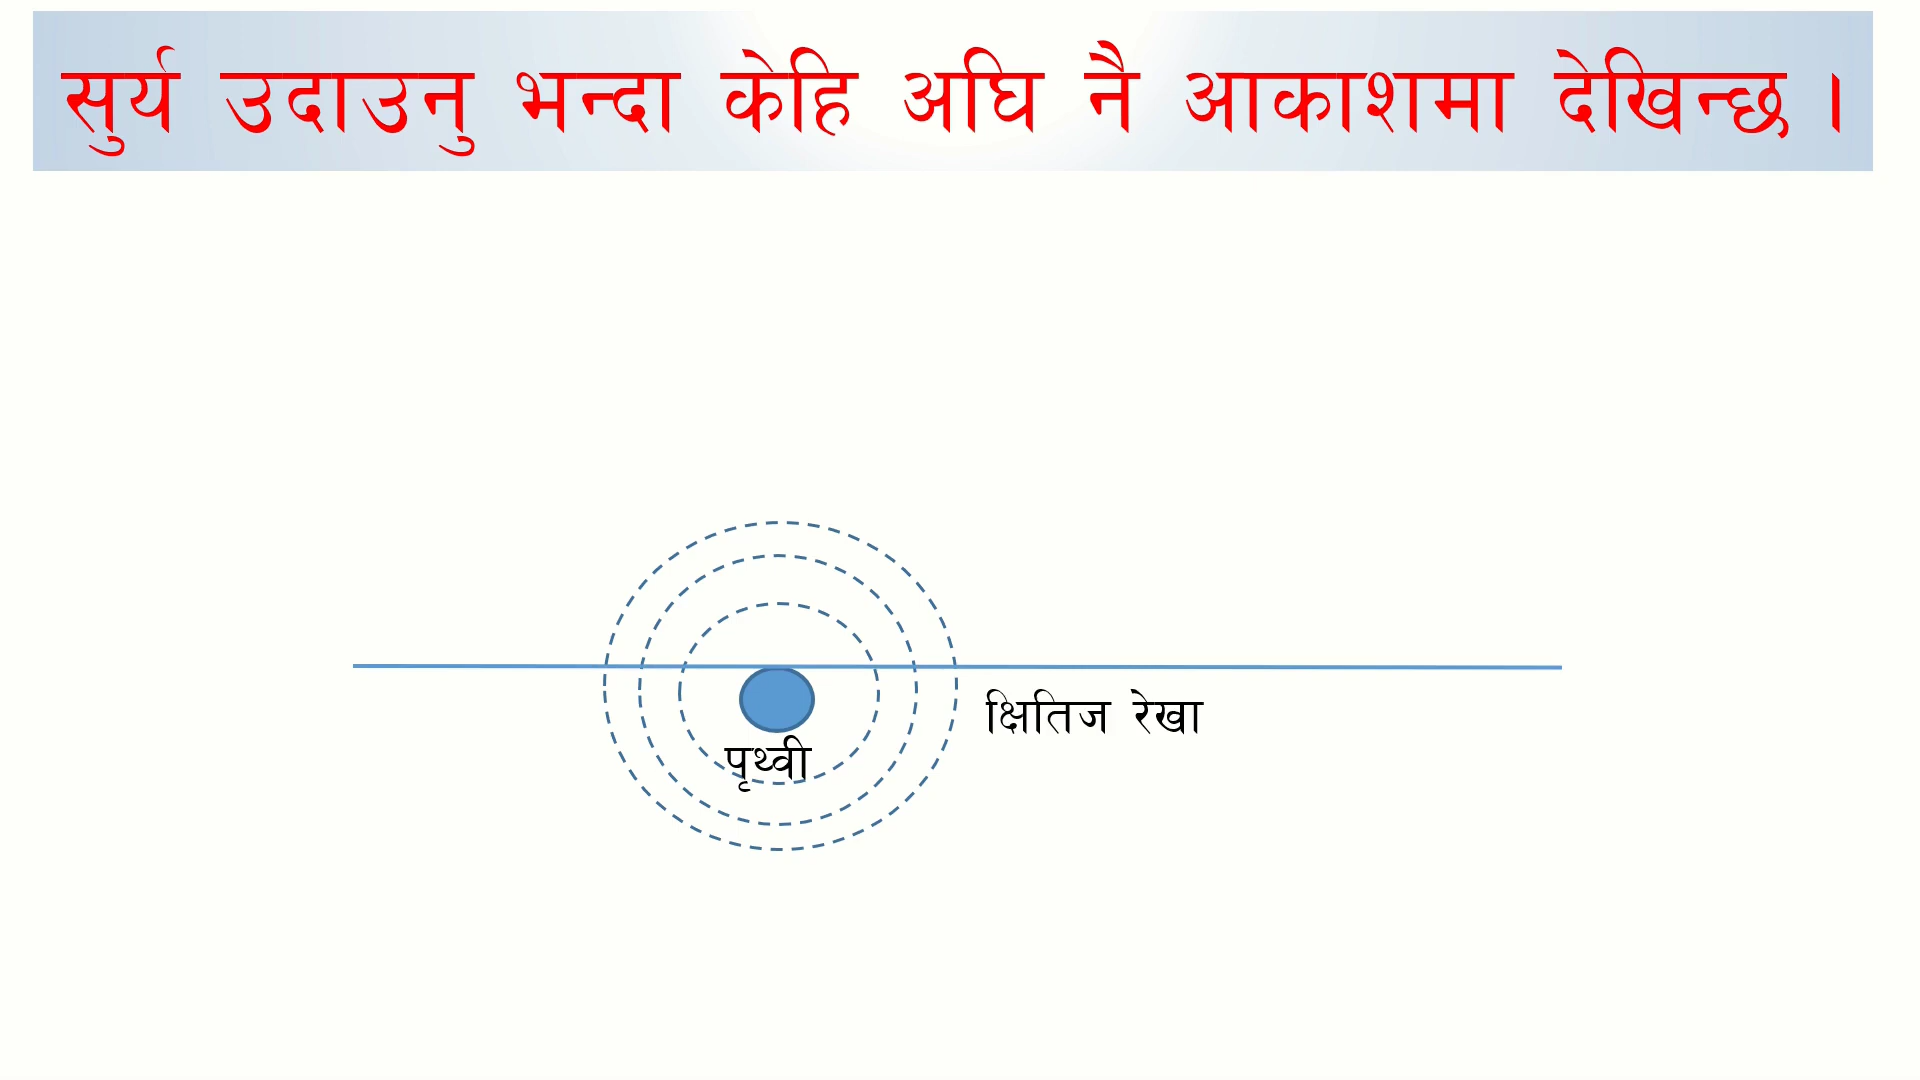 सुर्य उदाउनु भन्दा केहि अघि नै आकाशमा देखिन्छ ।
क्षितिज रेखा
पृथ्वी